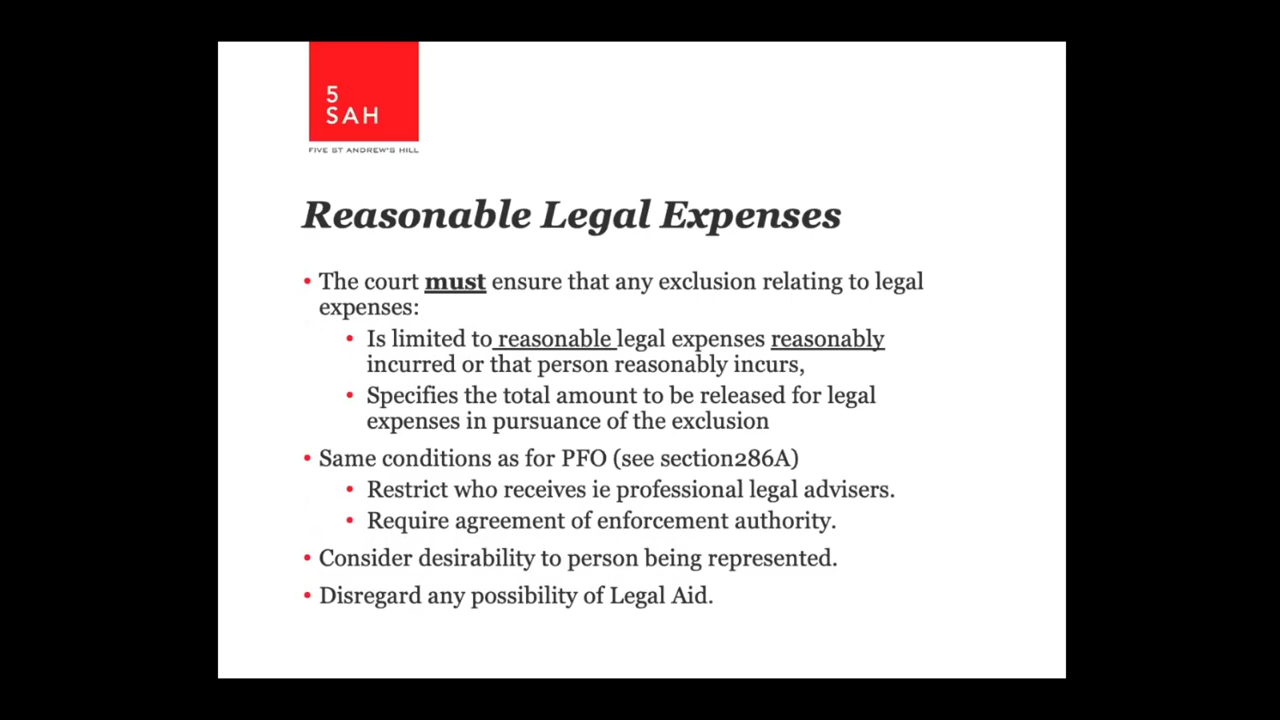 5
SAH
FIVE ST ANDREW'S HILL
Reasonable Legal Expenses
• The court must ensure that any exclusion relating to legal
expenses:
• Is limited to reasonable legal expenses reasonably
incurred or that person reasonably incurs,
• Specifies the total amount to be released for legal
expenses in pursuance of the exclusion
• Same conditions as for PFO (see section286A)
• Restrict who receives ie professional legal advisers.
• Require agreement of enforcement authority.
• Consider desirability to person being represented.
• Disregard any possibility of Legal Aid.